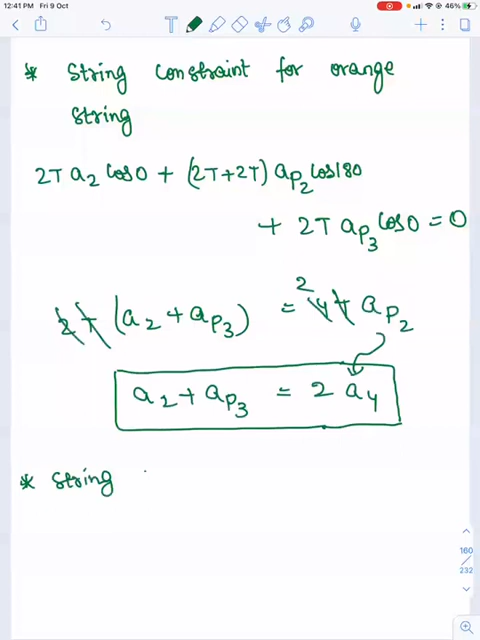 12:41 PM Fri 9 Oct 46%
* String constraint for orange
string
2T a₂ cos0 + (2T+2T) aₚ₂ cos180
+ 2T aₚ₃ cos0 = 0
2T (a₂ + aₚ₃) = 2 4T aₚ₂
a₂ + aₚ₃ = 2 a₄
* string
160
/
232